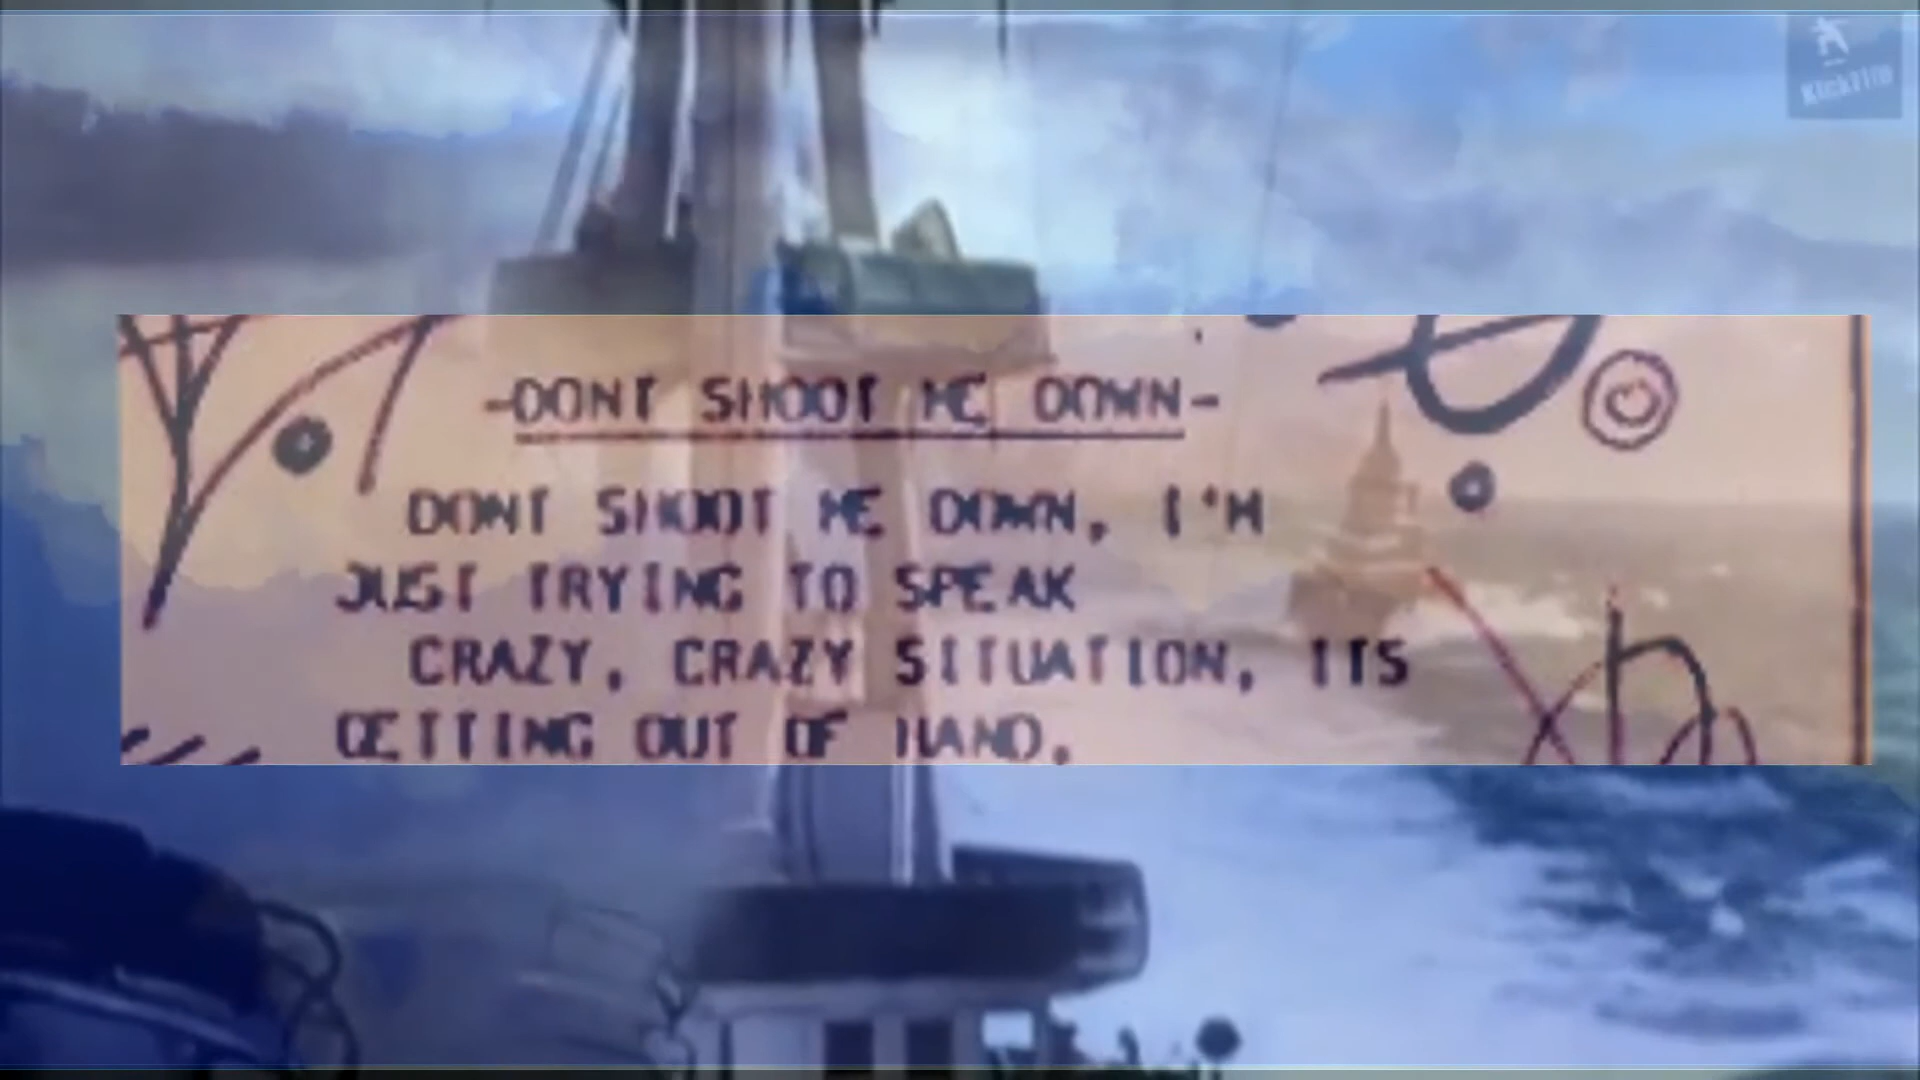 KickFlip
-DONT SHOOT ME DOWN-
DONT SHOOT ME DOWN, I'M
JUST TRYING TO SPEAK
CRAZY, CRAZY SITUATION, ITS
GETTING OUT OF HAND.